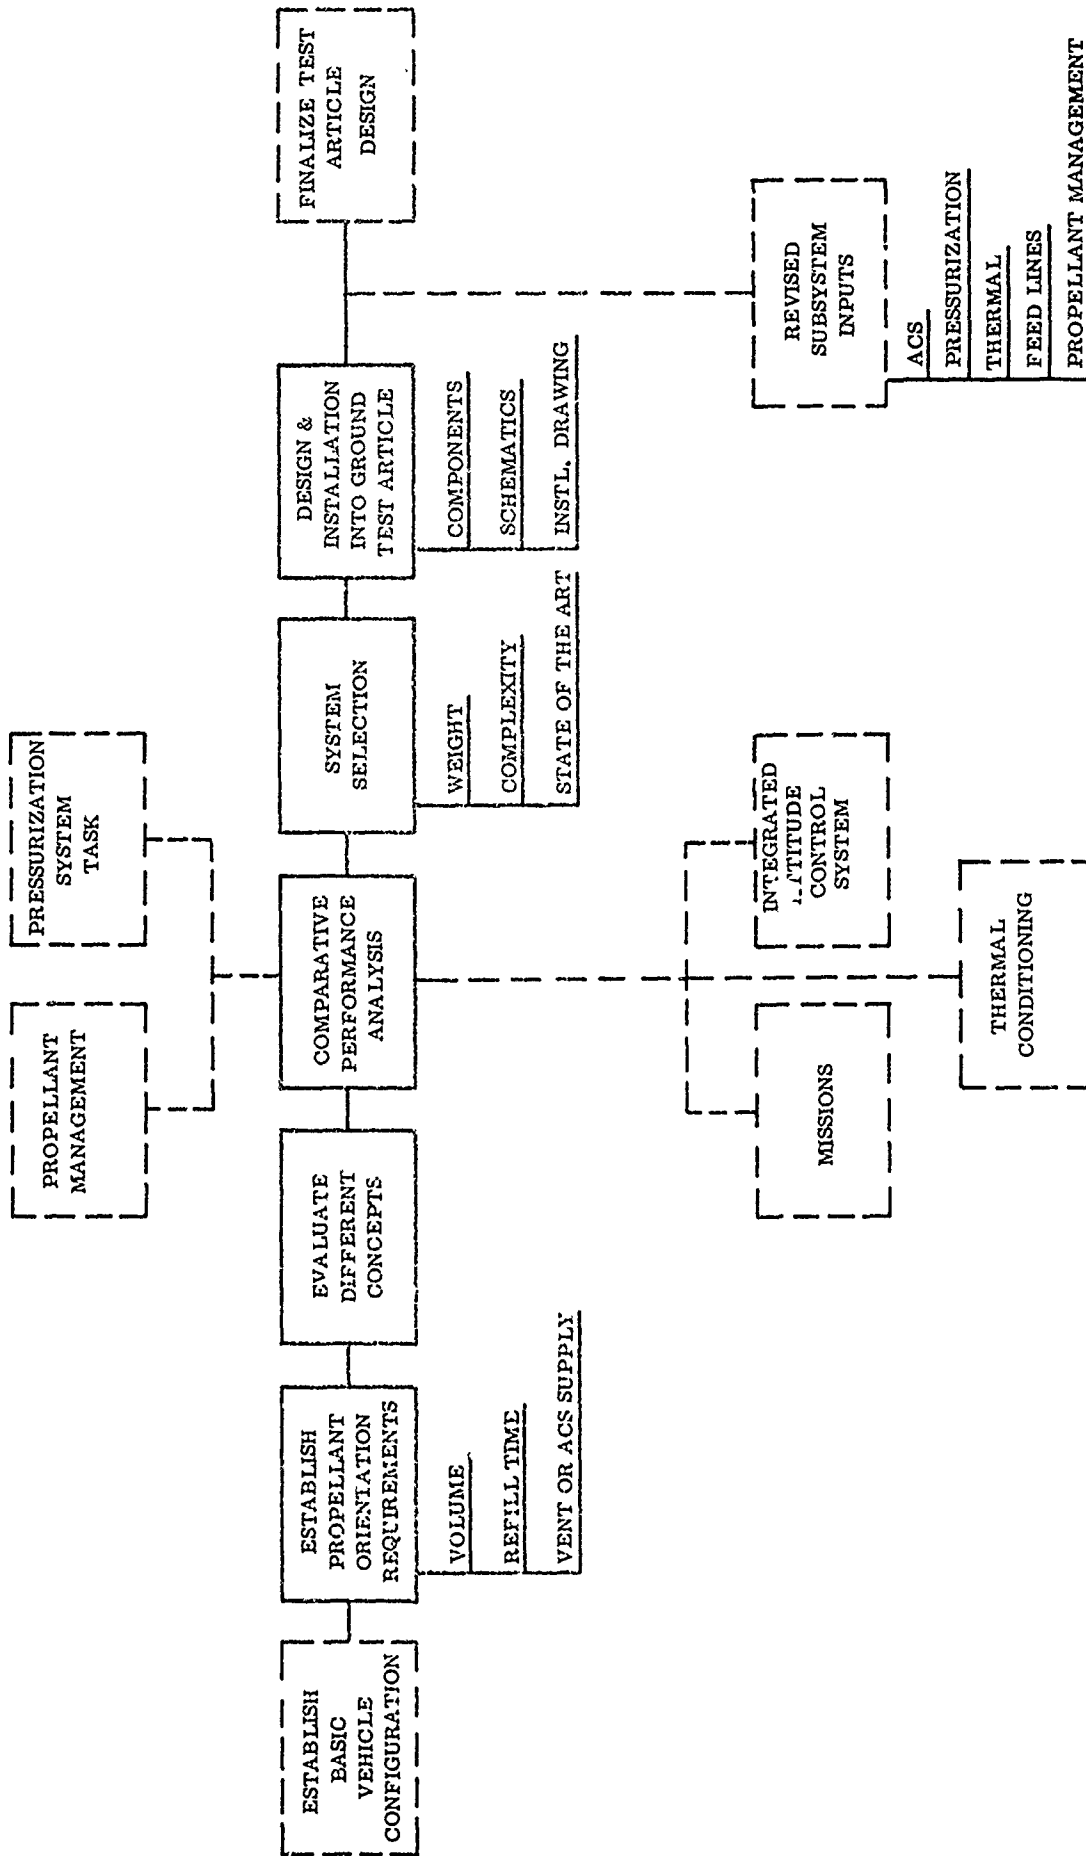 PROPELLANT
MANAGEMENT
PRESSURIZATION
SYSTEM
TASK
ESTABLISH
BASIC
VEHICLE
CONFIGURATION
ESTABLISH
PROPELLANT
ORIENTATION
REQUIREMENTS
VOLUME
REFILL TIME
VENT OR ACS SUPPLY
EVALUATE
DIFFERENT
CONCEPTS
COMPARATIVE
PERFORMANCE
ANALYSIS
SYSTEM
SELECTION
WEIGHT
COMPLEXITY
STATE OF THE ART
DESIGN &
INSTALLATION
INTO GROUND
TEST ARTICLE
COMPONENTS
SCHEMATICS
INSTL. DRAWING
FINALIZE TEST
ARTICLE
DESIGN
MISSIONS
INTEGRATED
ATTITUDE
CONTROL
SYSTEM
THERMAL
CONDITIONING
REVISED
SUBSYSTEM
INPUTS
ACS
PRESSURIZATION
THERMAL
FEED LINES
PROPELLANT MANAGEMENT